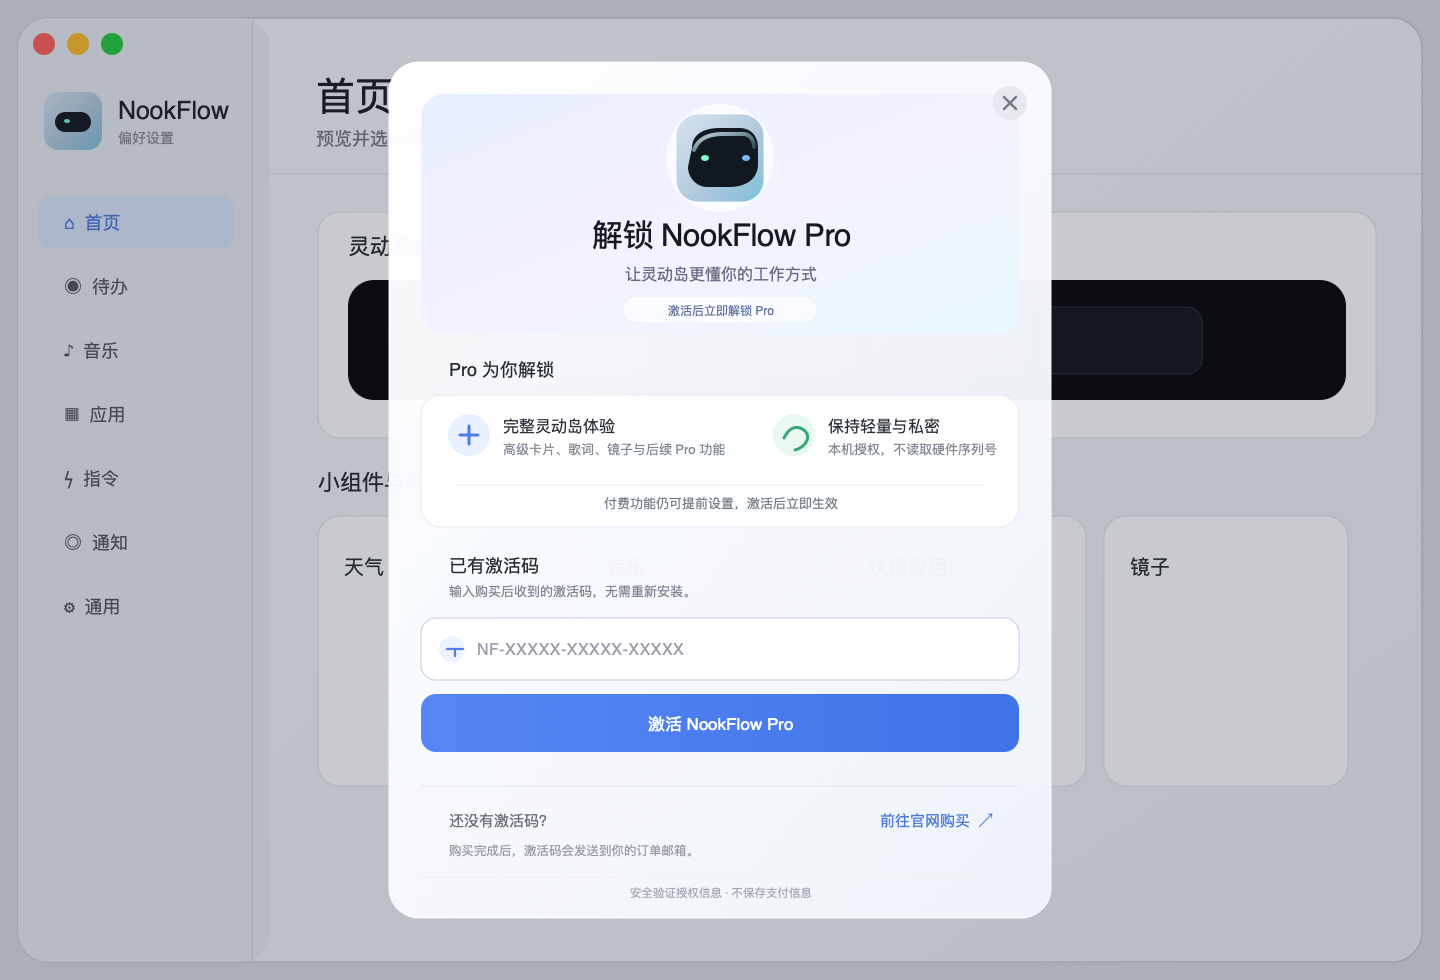 NookFlow
偏好设置
⌂ 首页
◉ 待办
♪ 音乐
▦ 应用
ϟ 指令
◎ 通知
⚙ 通用
首页
预览并选
灵动岛
小组件与卡
天气
音乐
快捷应用
镜子
解锁 NookFlow Pro
让灵动岛更懂你的工作方式
激活后立即解锁 Pro
Pro 为你解锁
完整灵动岛体验
高级卡片、歌词、镜子与后续 Pro 功能
保持轻量与私密
本机授权，不读取硬件序列号
付费功能仍可提前设置，激活后立即生效
已有激活码
输入购买后收到的激活码，无需重新安装。
NF-XXXXX-XXXXX-XXXXX
激活 NookFlow Pro
还没有激活码?
前往官网购买 ↗
购买完成后，激活码会发送到你的订单邮箱。
安全验证授权信息 · 不保存支付信息